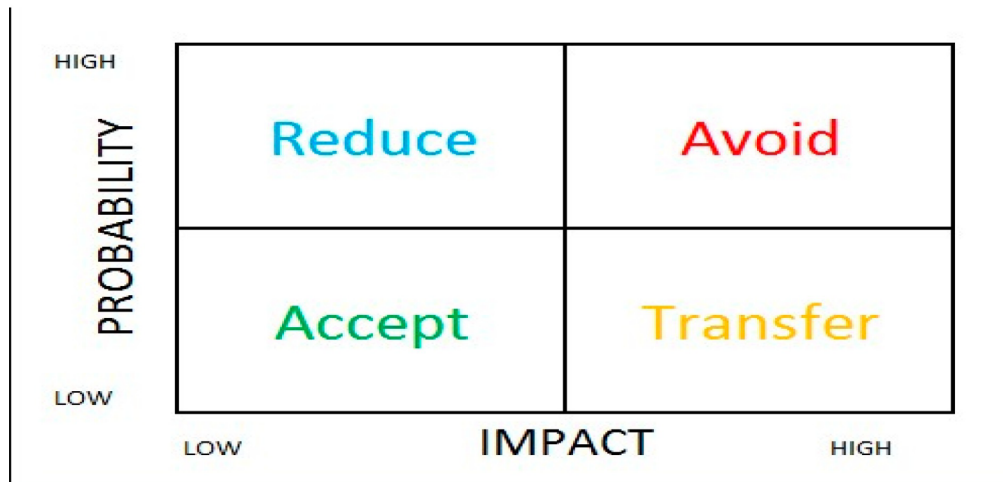 HIGH
Reduce
Avoid
PROBABILITY
Accept
Transfer
LOW
LOW
IMPACT
HIGH